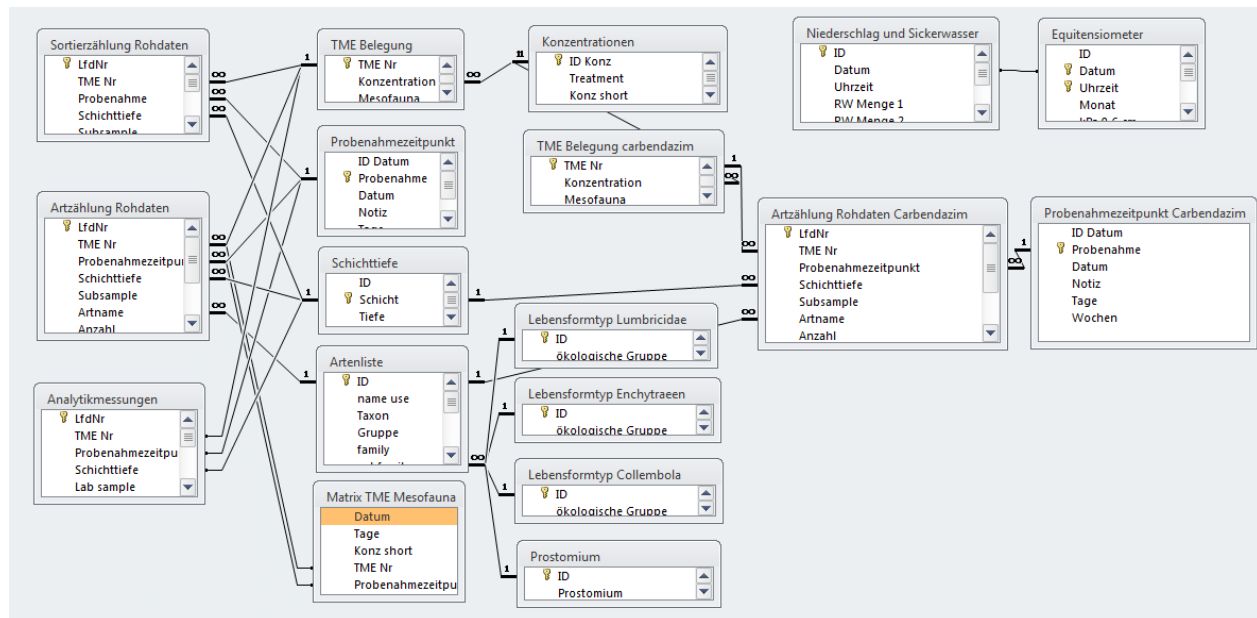 Sortierzählung Rohdaten
LfdNr
TME Nr
Probenahme
Schichttiefe
Subsample
Artzählung Rohdaten
LfdNr
TME Nr
Probenahmezeitpu
Schichttiefe
Subsample
Artname
Anzahl
Analytikmessungen
LfdNr
TME Nr
Probenahmezeitpu
Schichttiefe
Lab sample
TME Belegung
TME Nr
Konzentration
Mesofauna
Probenahmezeitpunkt
ID Datum
Probenahme
Datum
Notiz
Tage
Schichttiefe
ID
Schicht
Tiefe
Artenliste
ID
name use
Taxon
Gruppe
family
Matrix TME Mesofauna
Datum
Tage
Konz short
TME Nr
Probenahmezeitpu
Konzentrationen
ID Konz
Treatment
Konz short
TME Belegung carbendazim
TME Nr
Konzentration
Mesofauna
Lebensformtyp Lumbricidae
ID
ökologische Gruppe
Lebensformtyp Enchytraeen
ID
ökologische Gruppe
Lebensformtyp Collembola
ID
ökologische Gruppe
Prostomium
ID
Prostomium
Niederschlag und Sickerwasser
ID
Datum
Uhrzeit
RW Menge 1
RW Menge 2
Equitensiometer
ID
Datum
Uhrzeit
Monat
kPa 0-6 cm
Artzählung Rohdaten Carbendazim
LfdNr
TME Nr
Probenahmezeitpunkt
Schichttiefe
Subsample
Artname
Anzahl
Probenahmezeitpunkt Carbendazim
ID Datum
Probenahme
Datum
Notiz
Tage
Wochen